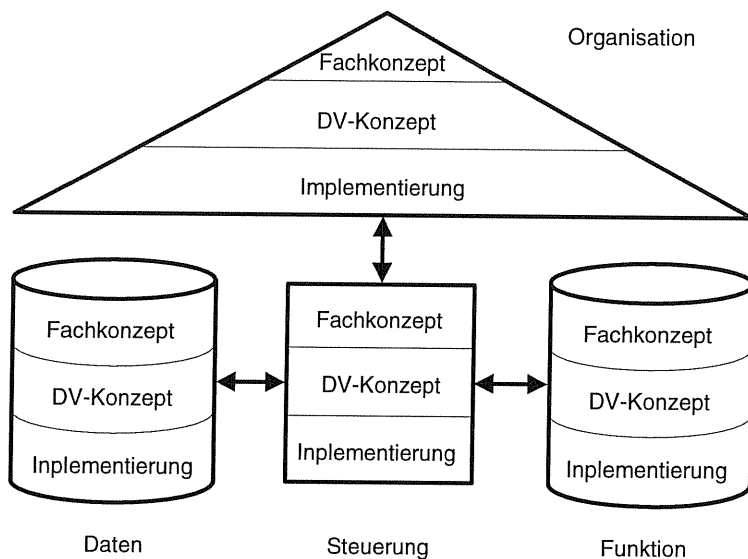 Organisation
Fachkonzept
DV-Konzept
Implementierung
Fachkonzept
DV-Konzept
Inplementierung
Fachkonzept
DV-Konzept
Inplementierung
Fachkonzept
DV-Konzept
Inplementierung
Daten
Steuerung
Funktion